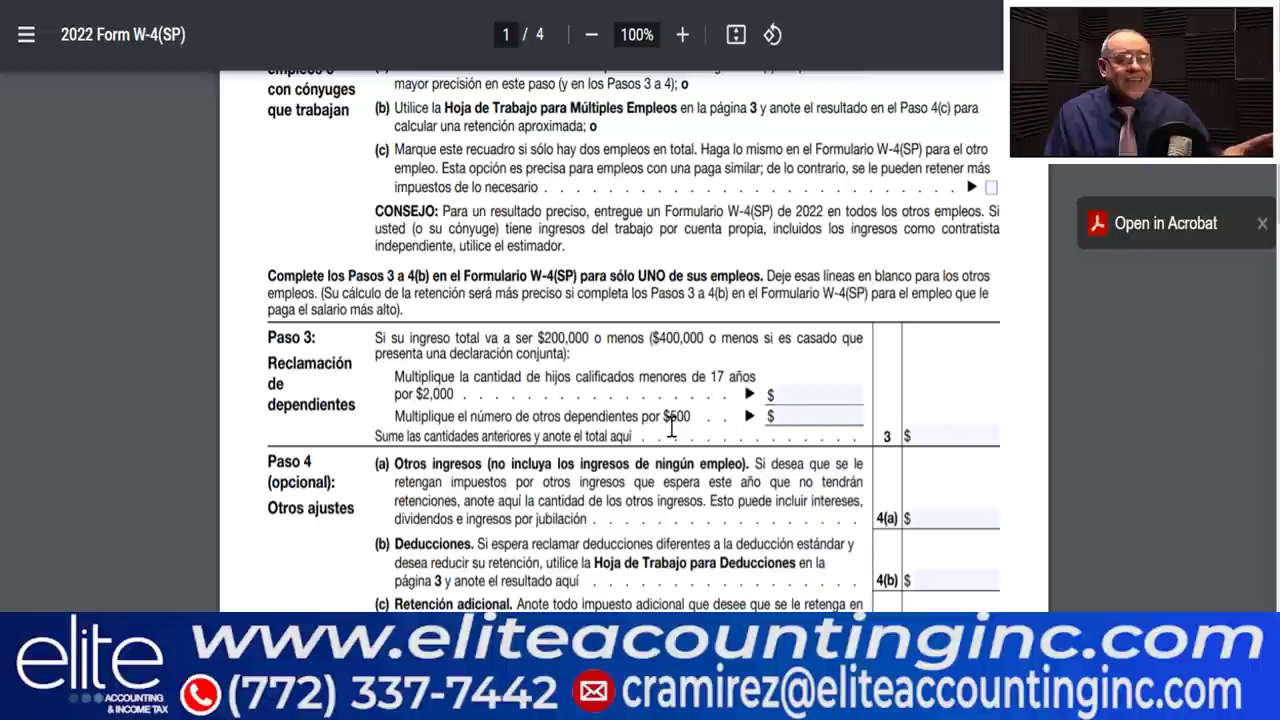 2022 Form W-4(SP)
1 / 4
100%
Open in Acrobat
con cónyuges
que trabajan
mayor precisión en este paso (y en los Pasos 3 a 4); o
(b) Utilice la Hoja de Trabajo para Múltiples Empleos en la página 3 y anote el resultado en el Paso 4(c) para
calcular una retención aproximada; o
(c) Marque este recuadro si sólo hay dos empleos en total. Haga lo mismo en el Formulario W-4(SP) para el otro
empleo. Esta opción es precisa para empleos con una paga similar; de lo contrario, se le pueden retener más
impuestos de lo necesario
CONSEJO: Para un resultado preciso, entregue un Formulario W-4(SP) de 2022 en todos los otros empleos. Si
usted (o su cónyuge) tiene ingresos del trabajo por cuenta propia, incluidos los ingresos como contratista
independiente, utilice el estimador.
Complete los Pasos 3 a 4(b) en el Formulario W-4(SP) para sólo UNO de sus empleos. Deje esas líneas en blanco para los otros
empleos. (Su cálculo de la retención será más preciso si completa los Pasos 3 a 4(b) en el Formulario W-4(SP) para el empleo que le
paga el salario más alto).
Paso 3:
Reclamación
de
dependientes
Si su ingreso total va a ser $200,000 o menos ($400,000 o menos si es casado que
presenta una declaración conjunta):
Multiplique la cantidad de hijos calificados menores de 17 años
por $2,000 . . . . . . . . . . . . . . . ▶ $
Multiplique el número de otros dependientes por $500 . . ▶ $
Sume las cantidades anteriores y anote el total aquí . . . . . . . . . . . 3 $
Paso 4
(opcional):
Otros ajustes
(a) Otros ingresos (no incluya los ingresos de ningún empleo). Si desea que se le
retengan impuestos por otros ingresos que espera este año que no tendrán
retenciones, anote aquí la cantidad de los otros ingresos. Esto puede incluir intereses,
dividendos e ingresos por jubilación . . . . . . . . . . . . . . 4(a) $
(b) Deducciones. Si espera reclamar deducciones diferentes a la deducción estándar y
desea reducir su retención, utilice la Hoja de Trabajo para Deducciones en la
página 3 y anote el resultado aquí . . . . . . . . . . . . . . 4(b) $
(c) Retención adicional. Anote todo impuesto adicional que desee que se le retenga en
elite
ACCOUNTING
& INCOME TAX
www.eliteacountinginc.com
(772) 337-7442
cramirez@eliteaccountinginc.com